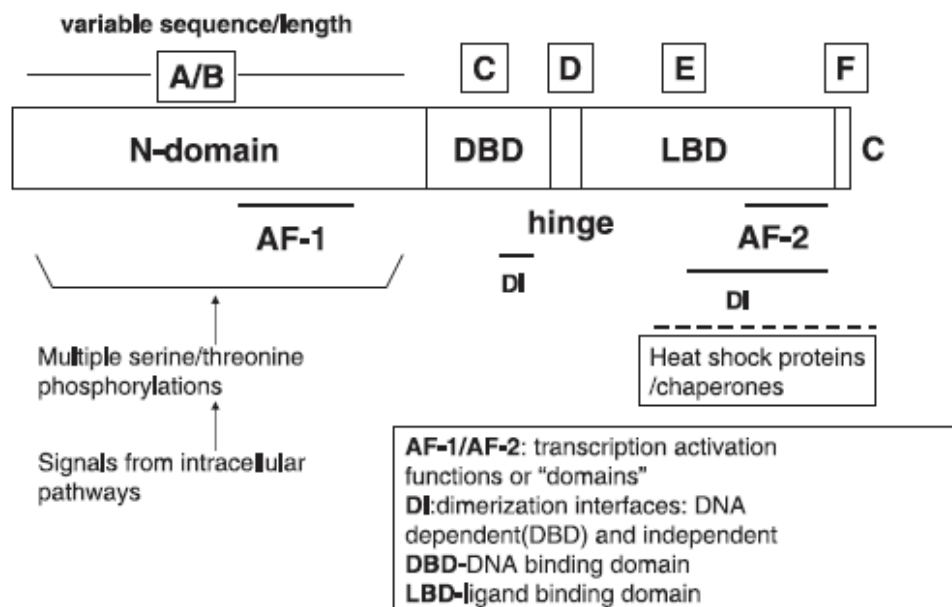 variable sequence/length
A/B
C
D
E
F
N-domain
DBD
LBD
C
AF-1
hinge
AF-2
DI
DI
Multiple serine/threonine
phosphorylations
Heat shock proteins
/chaperones
Signals from intracellular
pathways
AF-1/AF-2: transcription activation
functions or “domains”
DI:dimerization interfaces: DNA
dependent(DBD) and independent
DBD-DNA binding domain
LBD-ligand binding domain